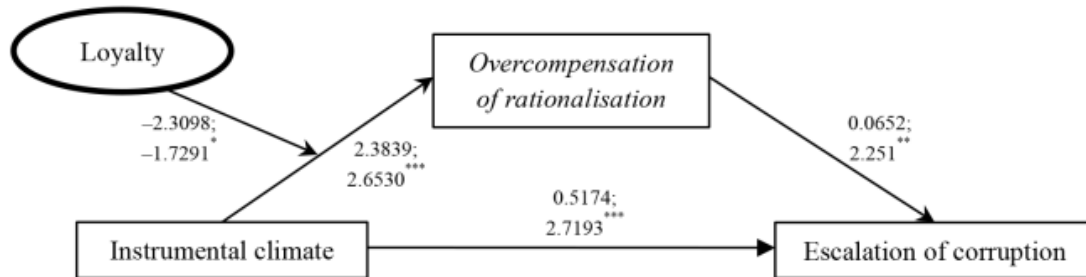 Loyalty
Overcompensation
of rationalisation
–2.3098;
–1.7291*
2.3839;
2.6530***
0.0652;
2.251**
0.5174;
2.7193***
Instrumental climate
Escalation of corruption